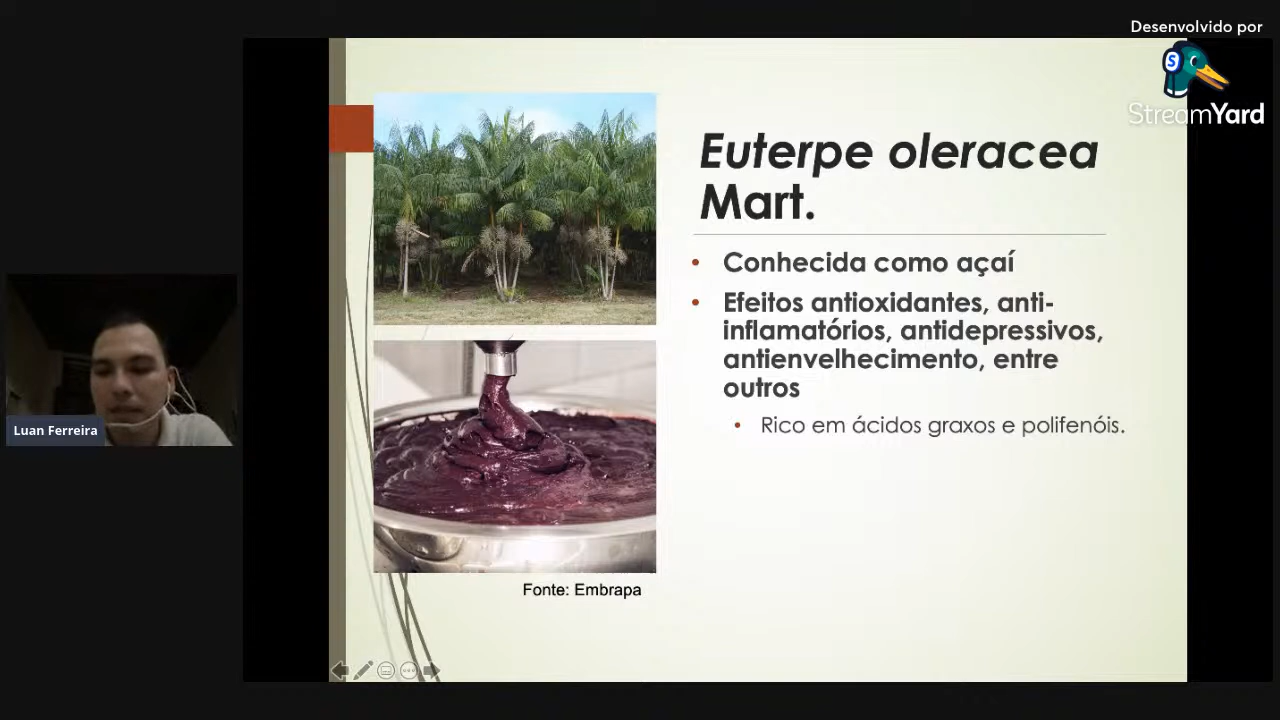 Desenvolvido por
StreamYard
Euterpe oleracea
Mart.
• Conhecida como açaí
• Efeitos antioxidantes, anti-
inflamatórios, antidepressivos,
antienvelhecimento, entre
outros
• Rico em ácidos graxos e polifenóis.
Fonte: Embrapa
Luan Ferreira